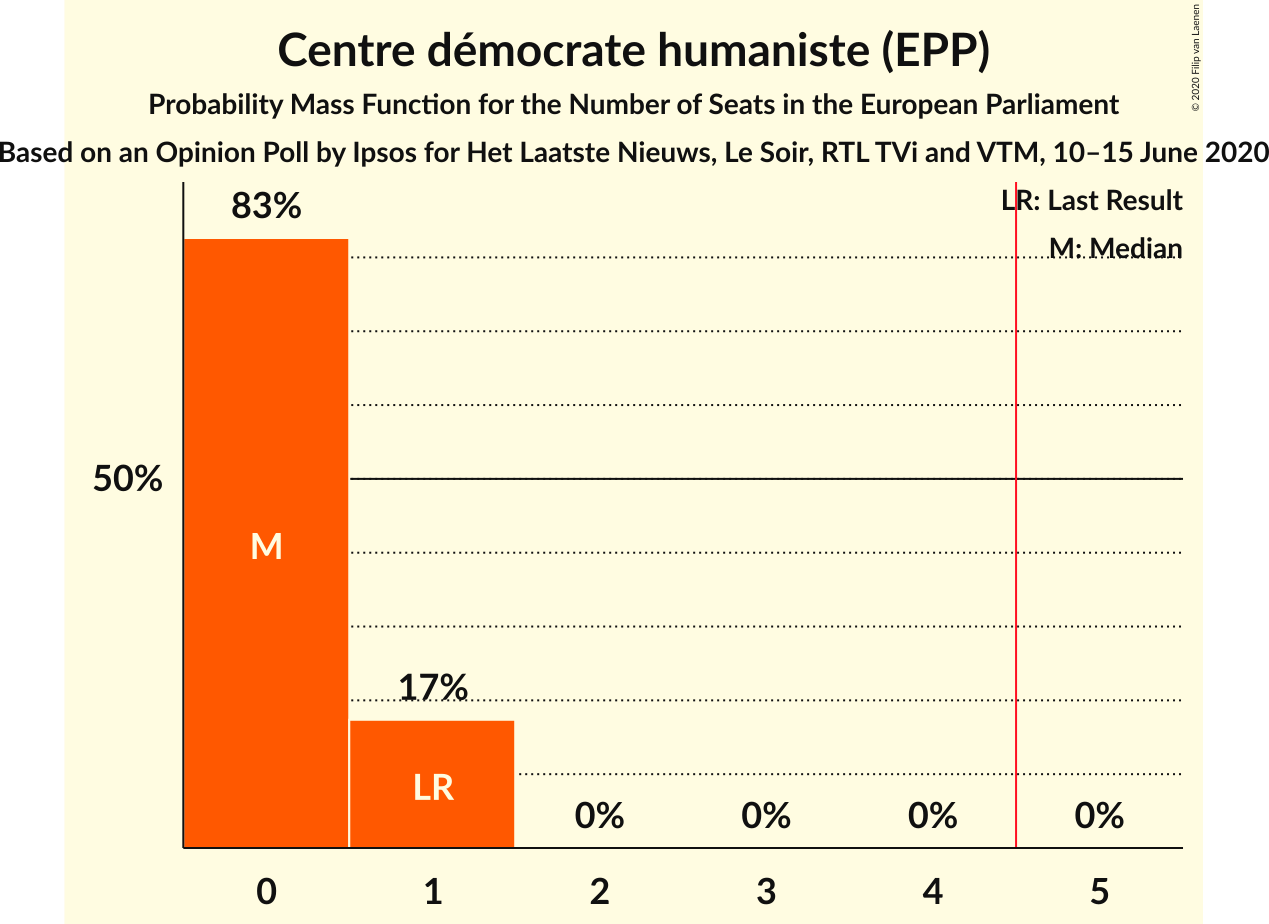 Centre démocrate humaniste (EPP)
Probability Mass Function for the Number of Seats in the European Parliament
Based on an Opinion Poll by Ipsos for Het Laatste Nieuws, Le Soir, RTL TVi and VTM, 10–15 June 2020
© 2020 Filip van Laenen
LR: Last Result
M: Median
83%
50%
M
17%
LR
0% 0% 0% 0%
0 1 2 3 4 5